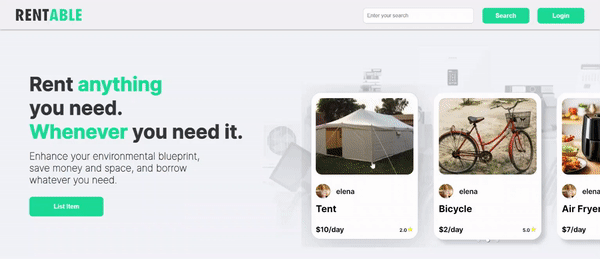 RENTABLE
Enter your search
Search
Login
Rent anything
you need.
Whenever you need it.
Enhance your environmental blueprint,
save money and space, and borrow
whatever you need.
List Item
elena
Tent
$10/day
2.0
elena
Bicycle
$2/day
5.0
elena
Air Fryer
$7/day